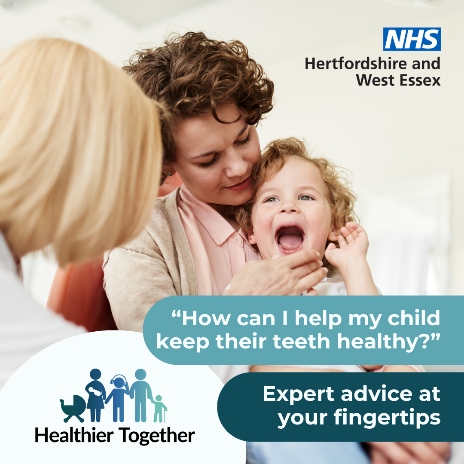 NHS
Hertfordshire and
West Essex
“How can I help my child
keep their teeth healthy?”
Expert advice at
your fingertips
Healthier Together